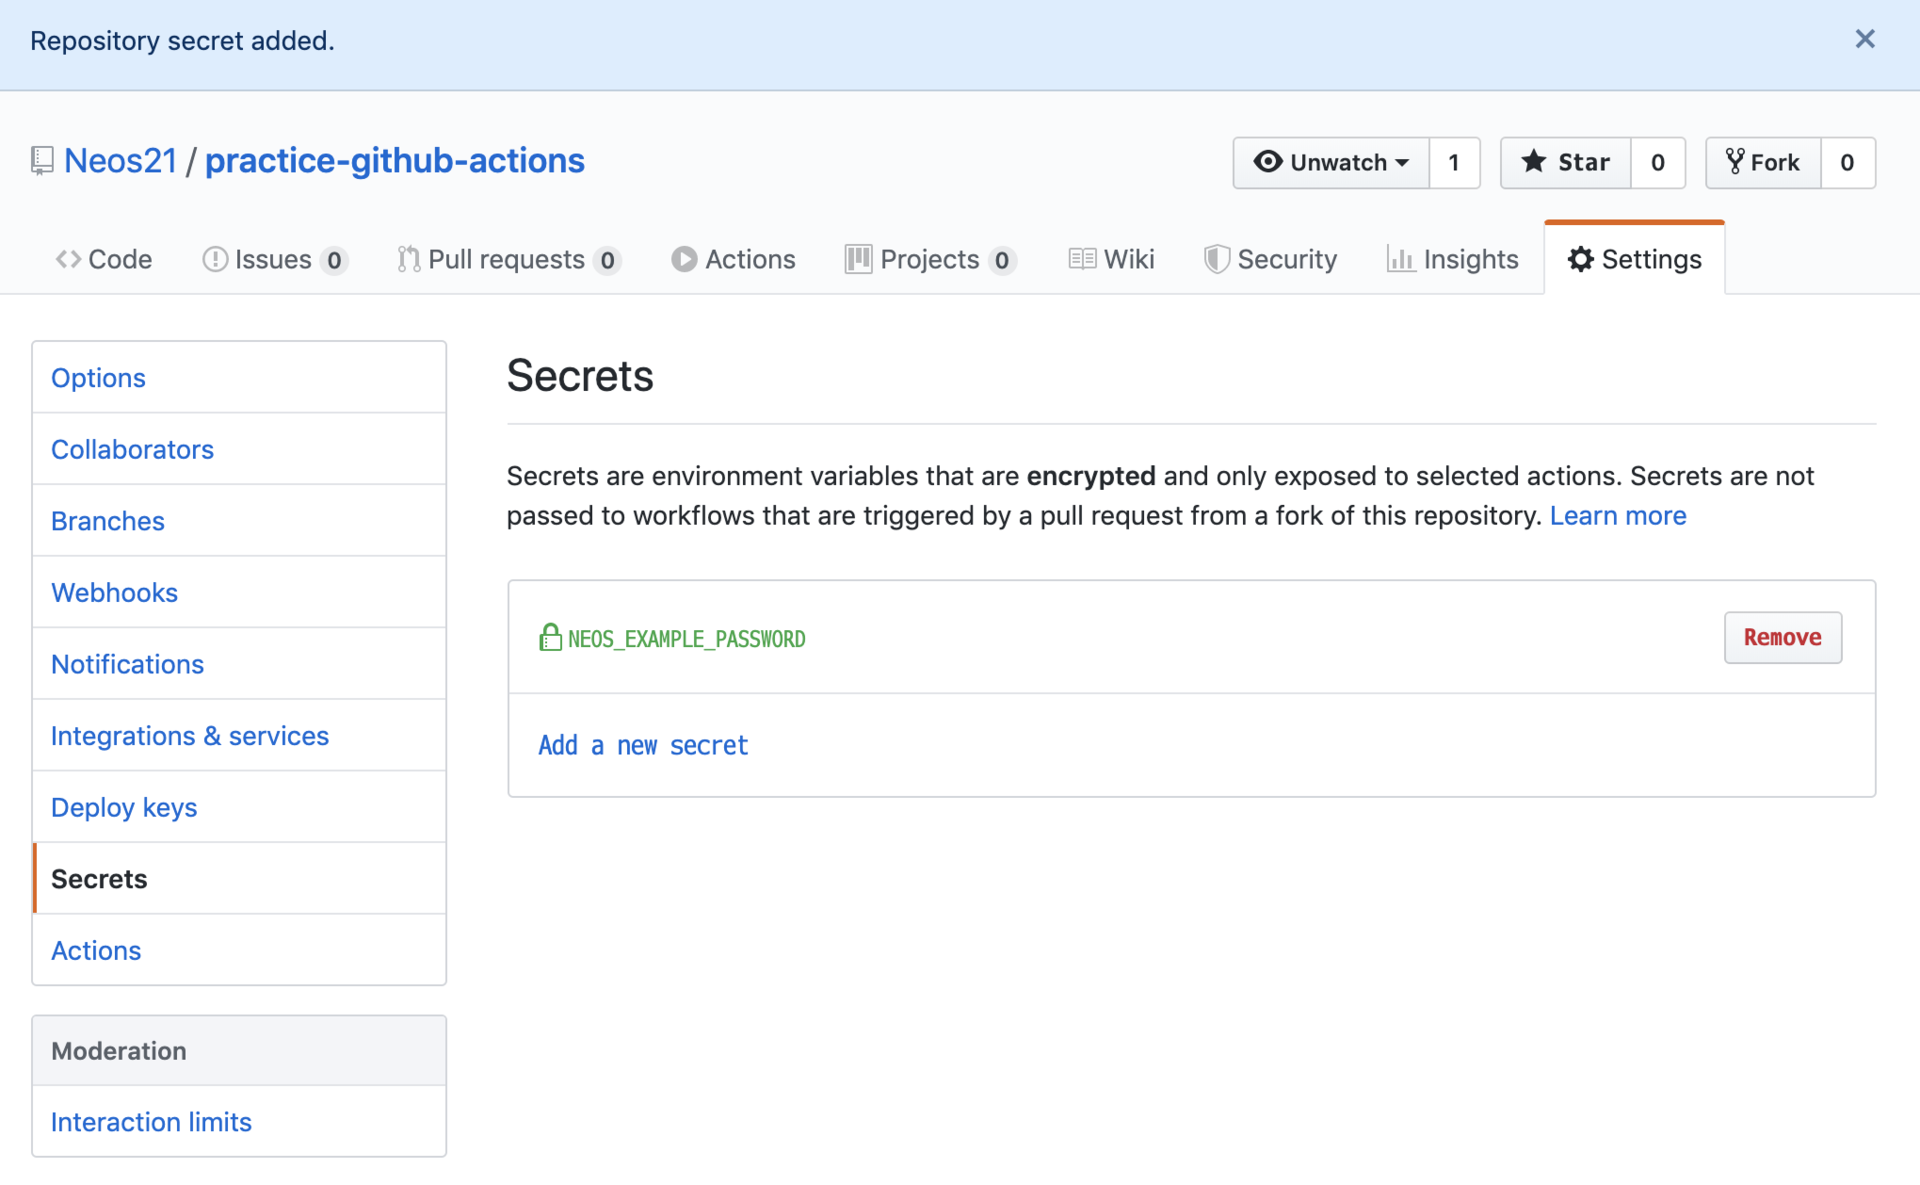 Repository secret added.
Neos21 / practice-github-actions
Unwatch 1 Star 0 Fork 0
Code Issues 0 Pull requests 0 Actions Projects 0 Wiki Security Insights Settings
Options
Collaborators
Branches
Webhooks
Notifications
Integrations & services
Deploy keys
Secrets
Actions
Moderation
Interaction limits
Secrets
Secrets are environment variables that are encrypted and only exposed to selected actions. Secrets are not
passed to workflows that are triggered by a pull request from a fork of this repository. Learn more
NEOS_EXAMPLE_PASSWORD Remove
Add a new secret